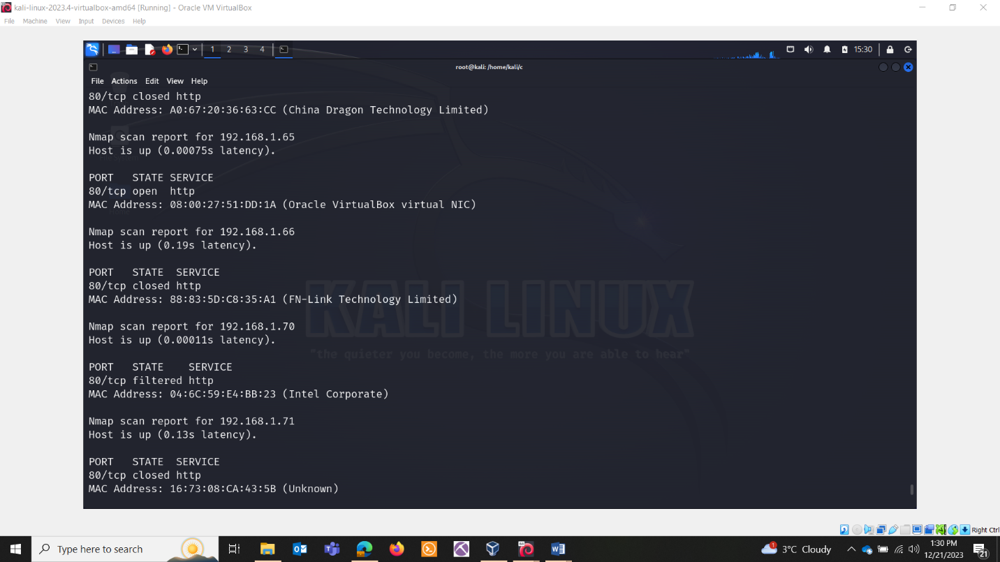 kali-linux-2023.4-virtualbox-amd64 [Running] - Oracle VM VirtualBox
File Machine View Input Devices Help
1 2 3 4 15:30
root@kali: /home/kali/c
File Actions Edit View Help
80/tcp closed http
MAC Address: A0:67:20:36:63:CC (China Dragon Technology Limited)
Nmap scan report for 192.168.1.65
Host is up (0.00075s latency).
PORT STATE SERVICE
80/tcp open http
MAC Address: 08:00:27:51:DD:1A (Oracle VirtualBox virtual NIC)
Nmap scan report for 192.168.1.66
Host is up (0.19s latency).
PORT STATE SERVICE
80/tcp closed http
MAC Address: 88:83:5D:C8:35:A1 (FN-Link Technology Limited)
Nmap scan report for 192.168.1.70
Host is up (0.00011s latency).
PORT STATE SERVICE
80/tcp filtered http
MAC Address: 04:6C:59:E4:BB:23 (Intel Corporate)
Nmap scan report for 192.168.1.71
Host is up (0.13s latency).
PORT STATE SERVICE
80/tcp closed http
MAC Address: 16:73:08:CA:43:5B (Unknown)
KALI LINUX
"the quieter you become, the more you are able to hear"
Right Ctrl
Type here to search
1
3°C Cloudy
1:30 PM
12/21/2023
21